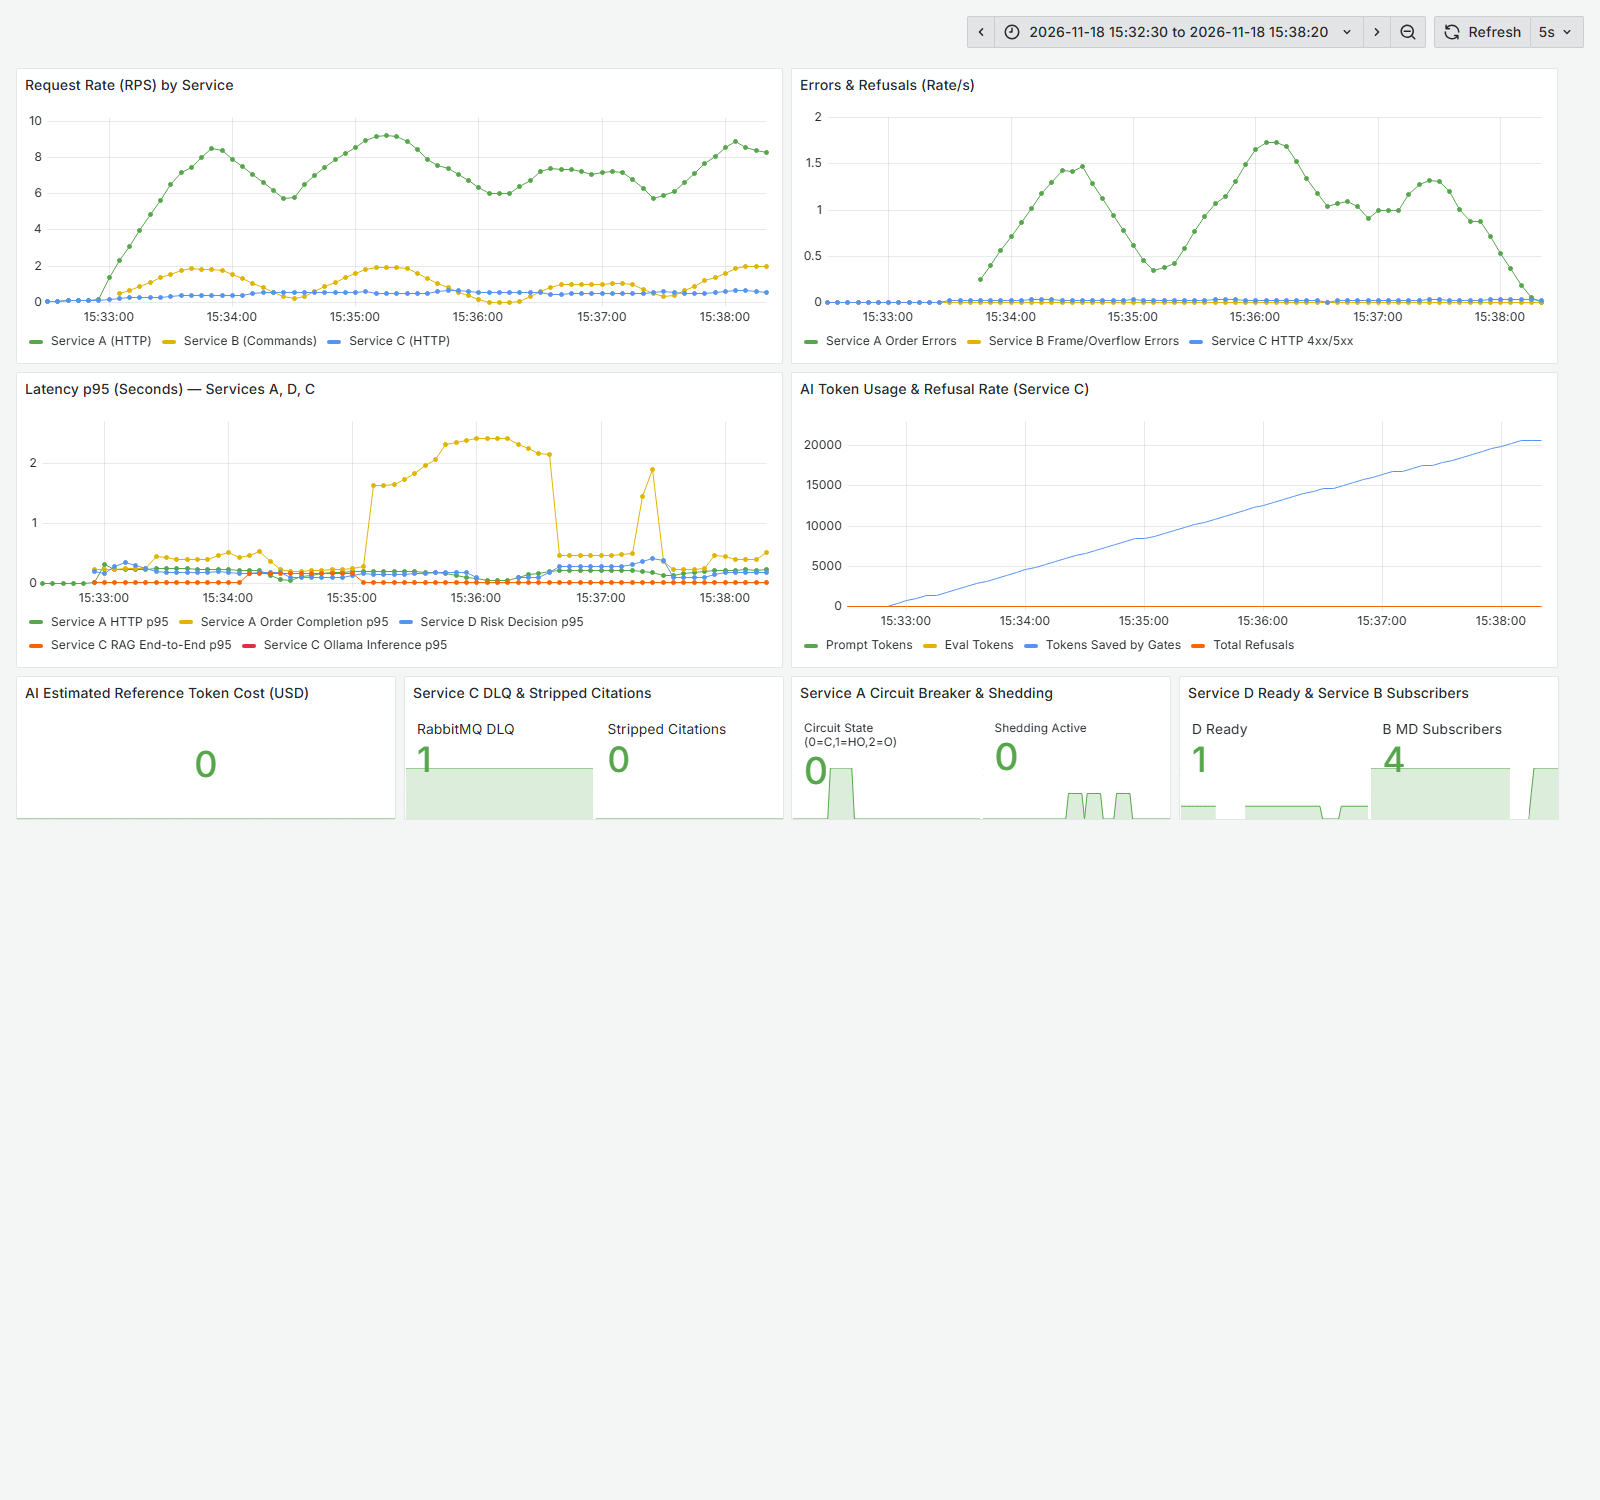 2026-11-18 15:32:30 to 2026-11-18 15:38:20
Refresh
5s
Request Rate (RPS) by Service
10
8
6
4
2
0
15:33:00 15:34:00 15:35:00 15:36:00 15:37:00 15:38:00
Service A (HTTP) Service B (Commands) Service C (HTTP)
Errors & Refusals (Rate/s)
2
1.5
1
0.5
0
15:33:00 15:34:00 15:35:00 15:36:00 15:37:00 15:38:00
Service A Order Errors Service B Frame/Overflow Errors Service C HTTP 4xx/5xx
Latency p95 (Seconds) — Services A, D, C
2
1
0
15:33:00 15:34:00 15:35:00 15:36:00 15:37:00 15:38:00
Service A HTTP p95 Service A Order Completion p95 Service D Risk Decision p95
Service C RAG End-to-End p95 Service C Ollama Inference p95
AI Token Usage & Refusal Rate (Service C)
20000
15000
10000
5000
0
15:33:00 15:34:00 15:35:00 15:36:00 15:37:00 15:38:00
Prompt Tokens Eval Tokens Tokens Saved by Gates Total Refusals
AI Estimated Reference Token Cost (USD)
0
Service C DLQ & Stripped Citations
RabbitMQ DLQ
1
Stripped Citations
0
Service A Circuit Breaker & Shedding
Circuit State
(0=C,1=HO,2=O)
0
Shedding Active
0
Service D Ready & Service B Subscribers
D Ready
1
B MD Subscribers
4